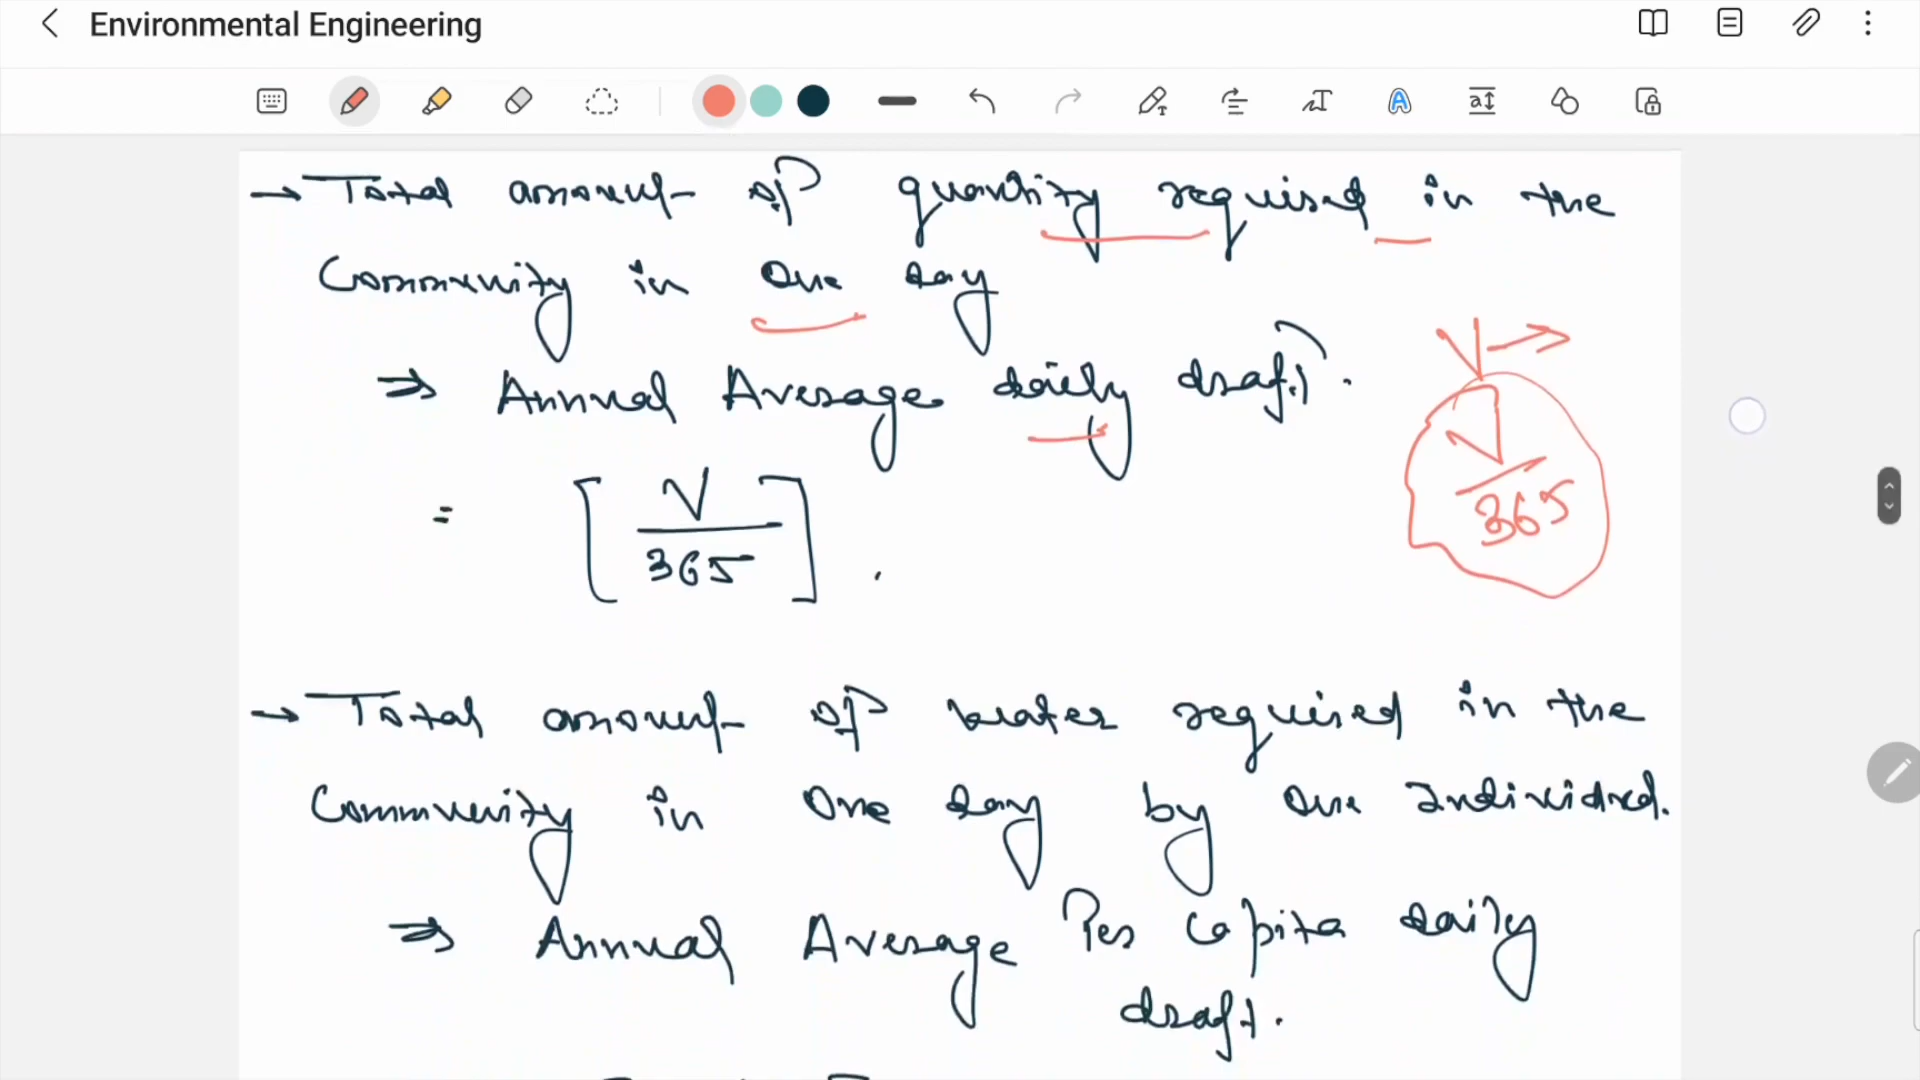 Environmental Engineering
→ Total amount of quantity required in the
Community in one day
⇒ Annual Average daily draft.
V →
= [ V / 365 ] .
V / 365
→ Total amount of water required in the
Community in one day by one individual.
⇒ Annual Average Per Capita daily
draft.